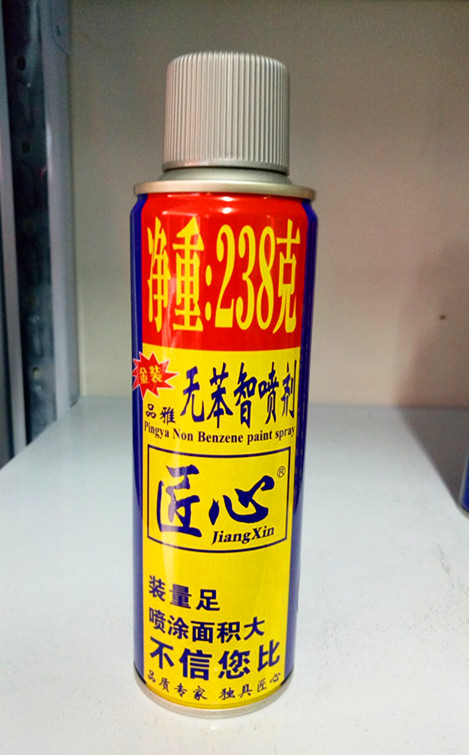 净重:238克
金装
无苯智喷剂
品雅
Pingya Non Benzene paint spray
匠心®
JiangXin
装量足
喷涂面积大
不信您比
品质专家 独具匠心